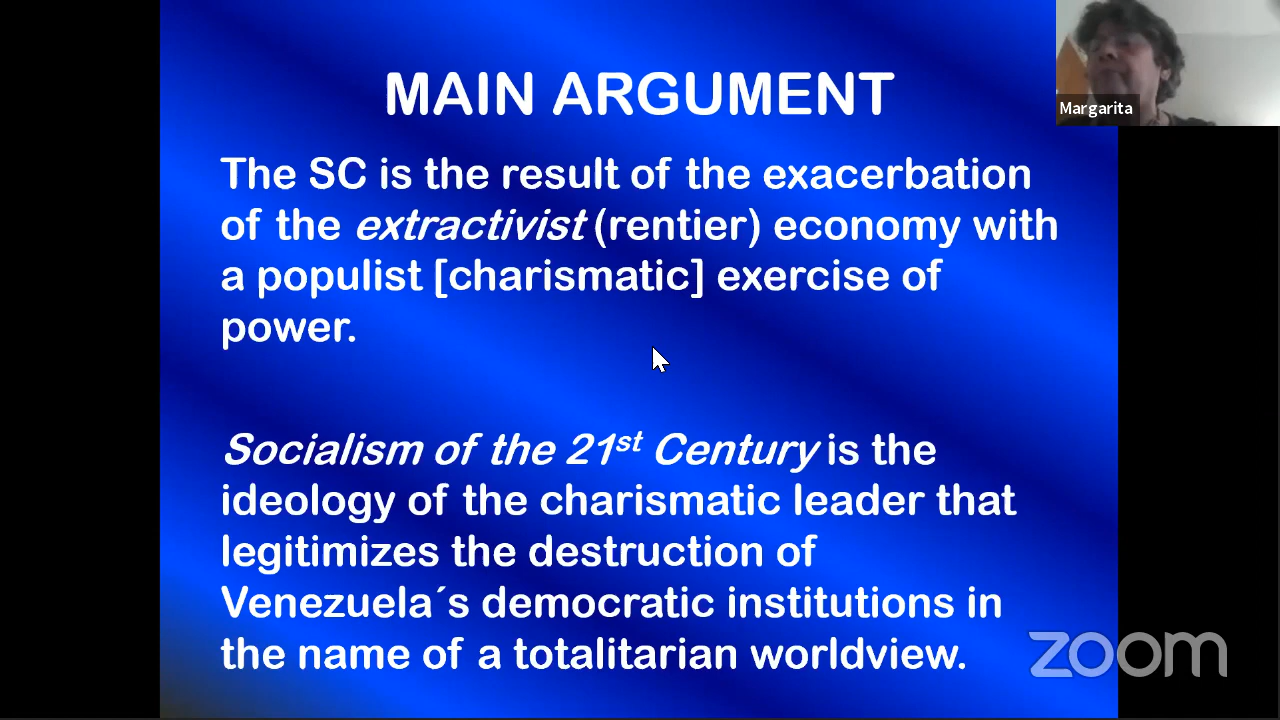 MAIN ARGUMENT
Margarita
The SC is the result of the exacerbation
of the extractivist (rentier) economy with
a populist [charismatic] exercise of
power.
Socialism of the 21st Century is the
ideology of the charismatic leader that
legitimizes the destruction of
Venezuela´s democratic institutions in
the name of a totalitarian worldview.
zoom